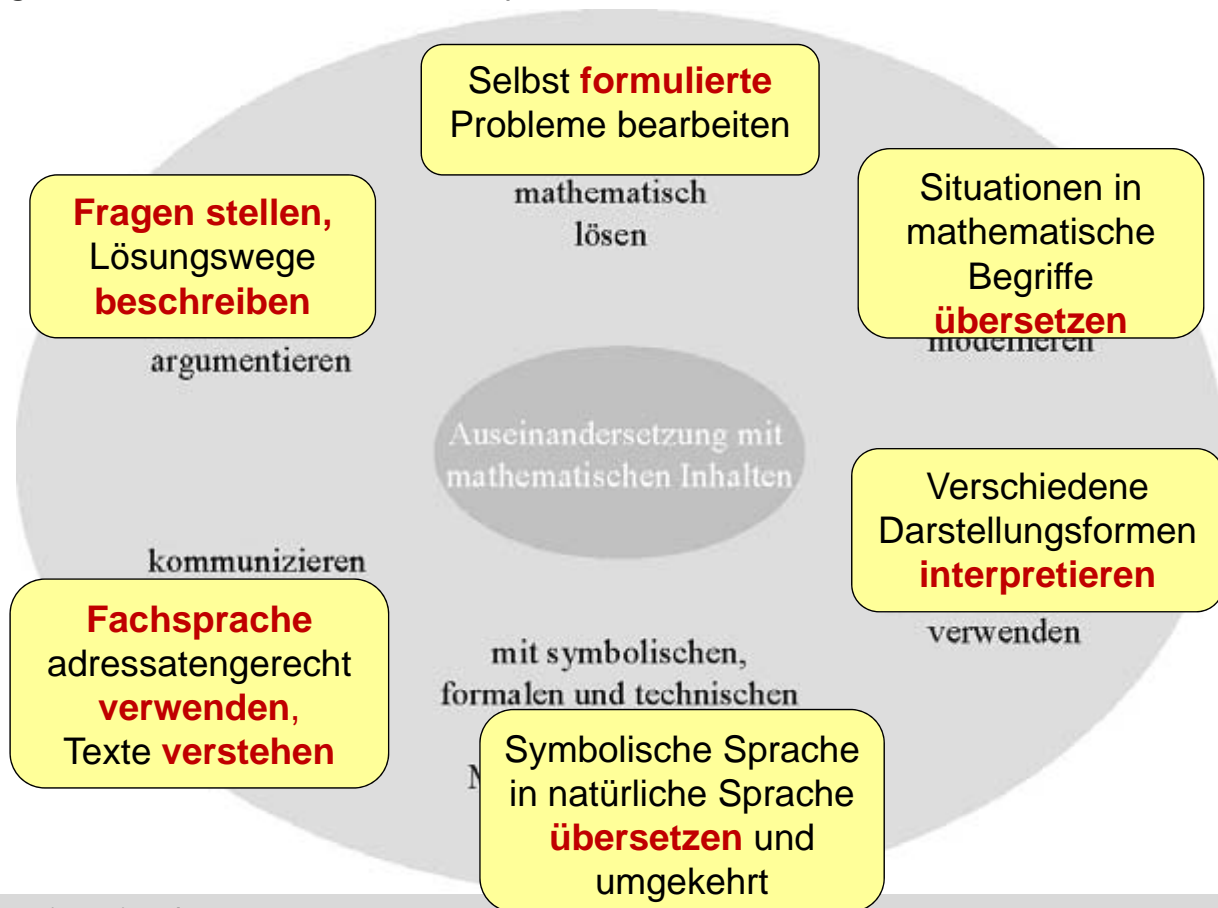 Selbst formulierte
Probleme bearbeiten
mathematisch
lösen
Fragen stellen,
Lösungswege
beschreiben
argumentieren
Situationen in
mathematische
Begriffe
übersetzen
modellieren
Auseinandersetzung mit
mathematischen Inhalten
Verschiedene
Darstellungsformen
interpretieren
verwenden
kommunizieren
Fachsprache
adressatengerecht
verwenden,
Texte verstehen
mit symbolischen,
formalen und technischen
Symbolische Sprache
in natürliche Sprache
übersetzen und
umgekehrt